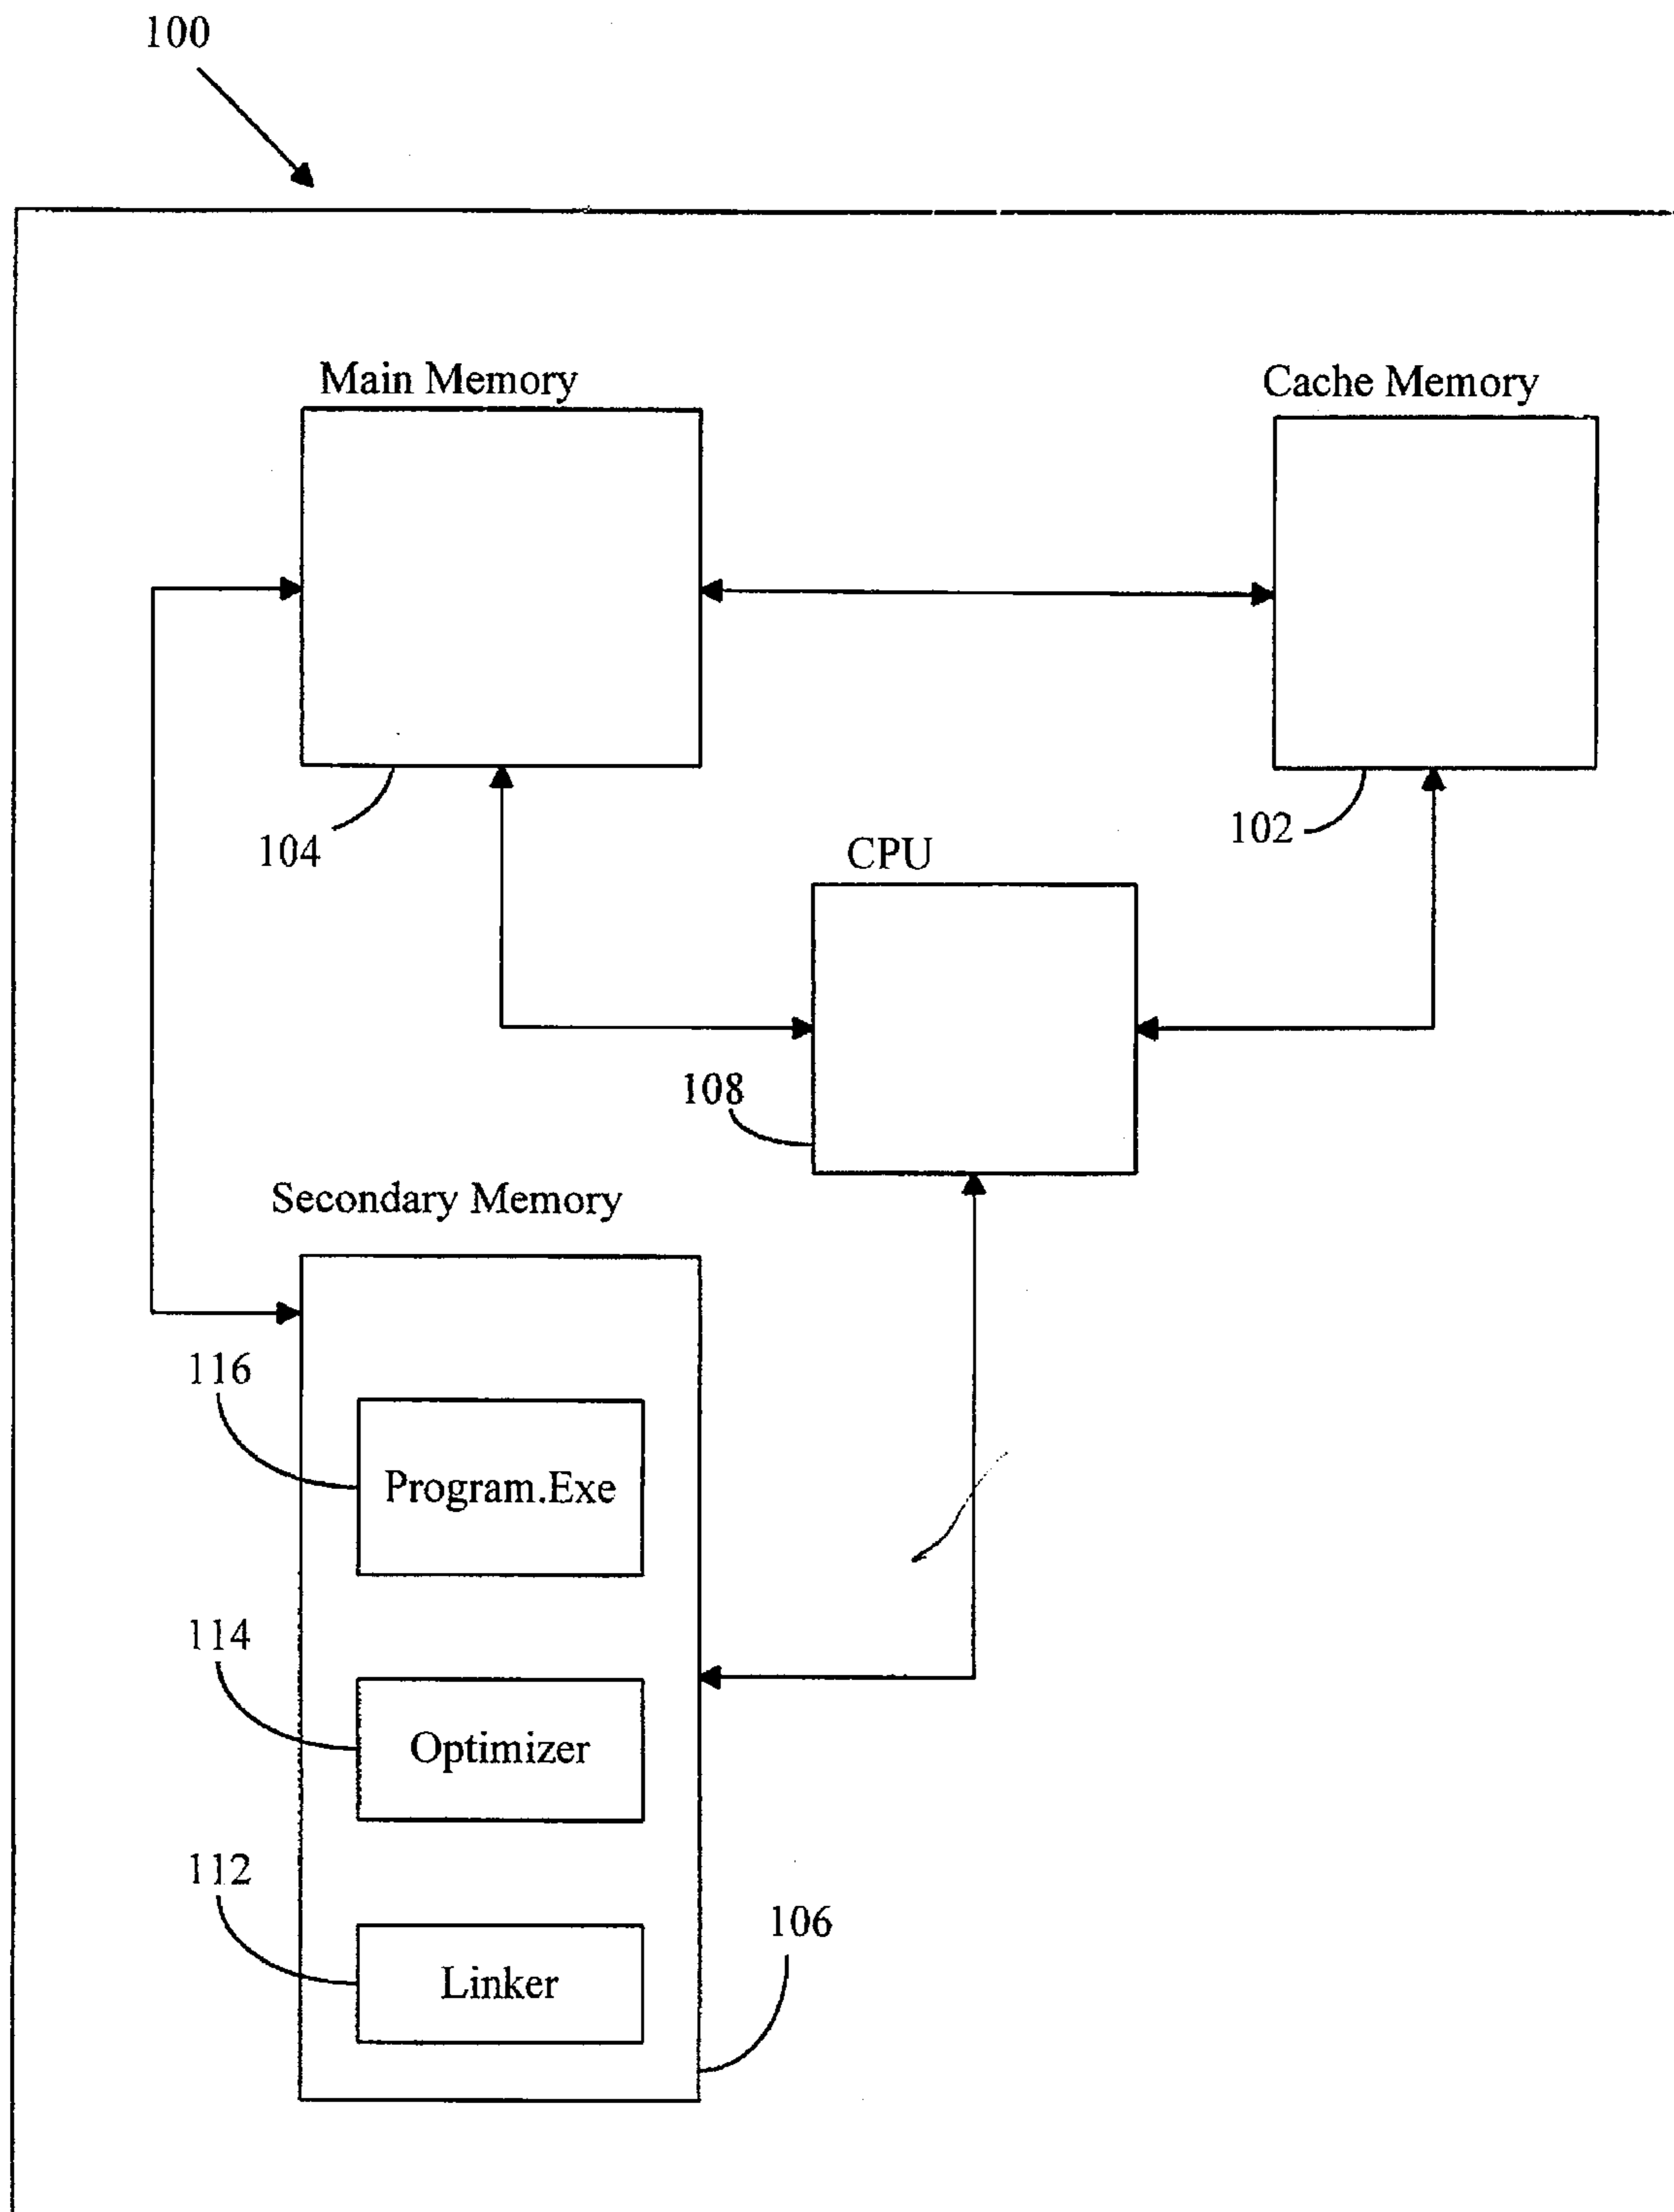 100
Main Memory
Cache Memory
104
102
CPU
108
Secondary Memory
116
Program.Exe
114
Optimizer
112
106
Linker